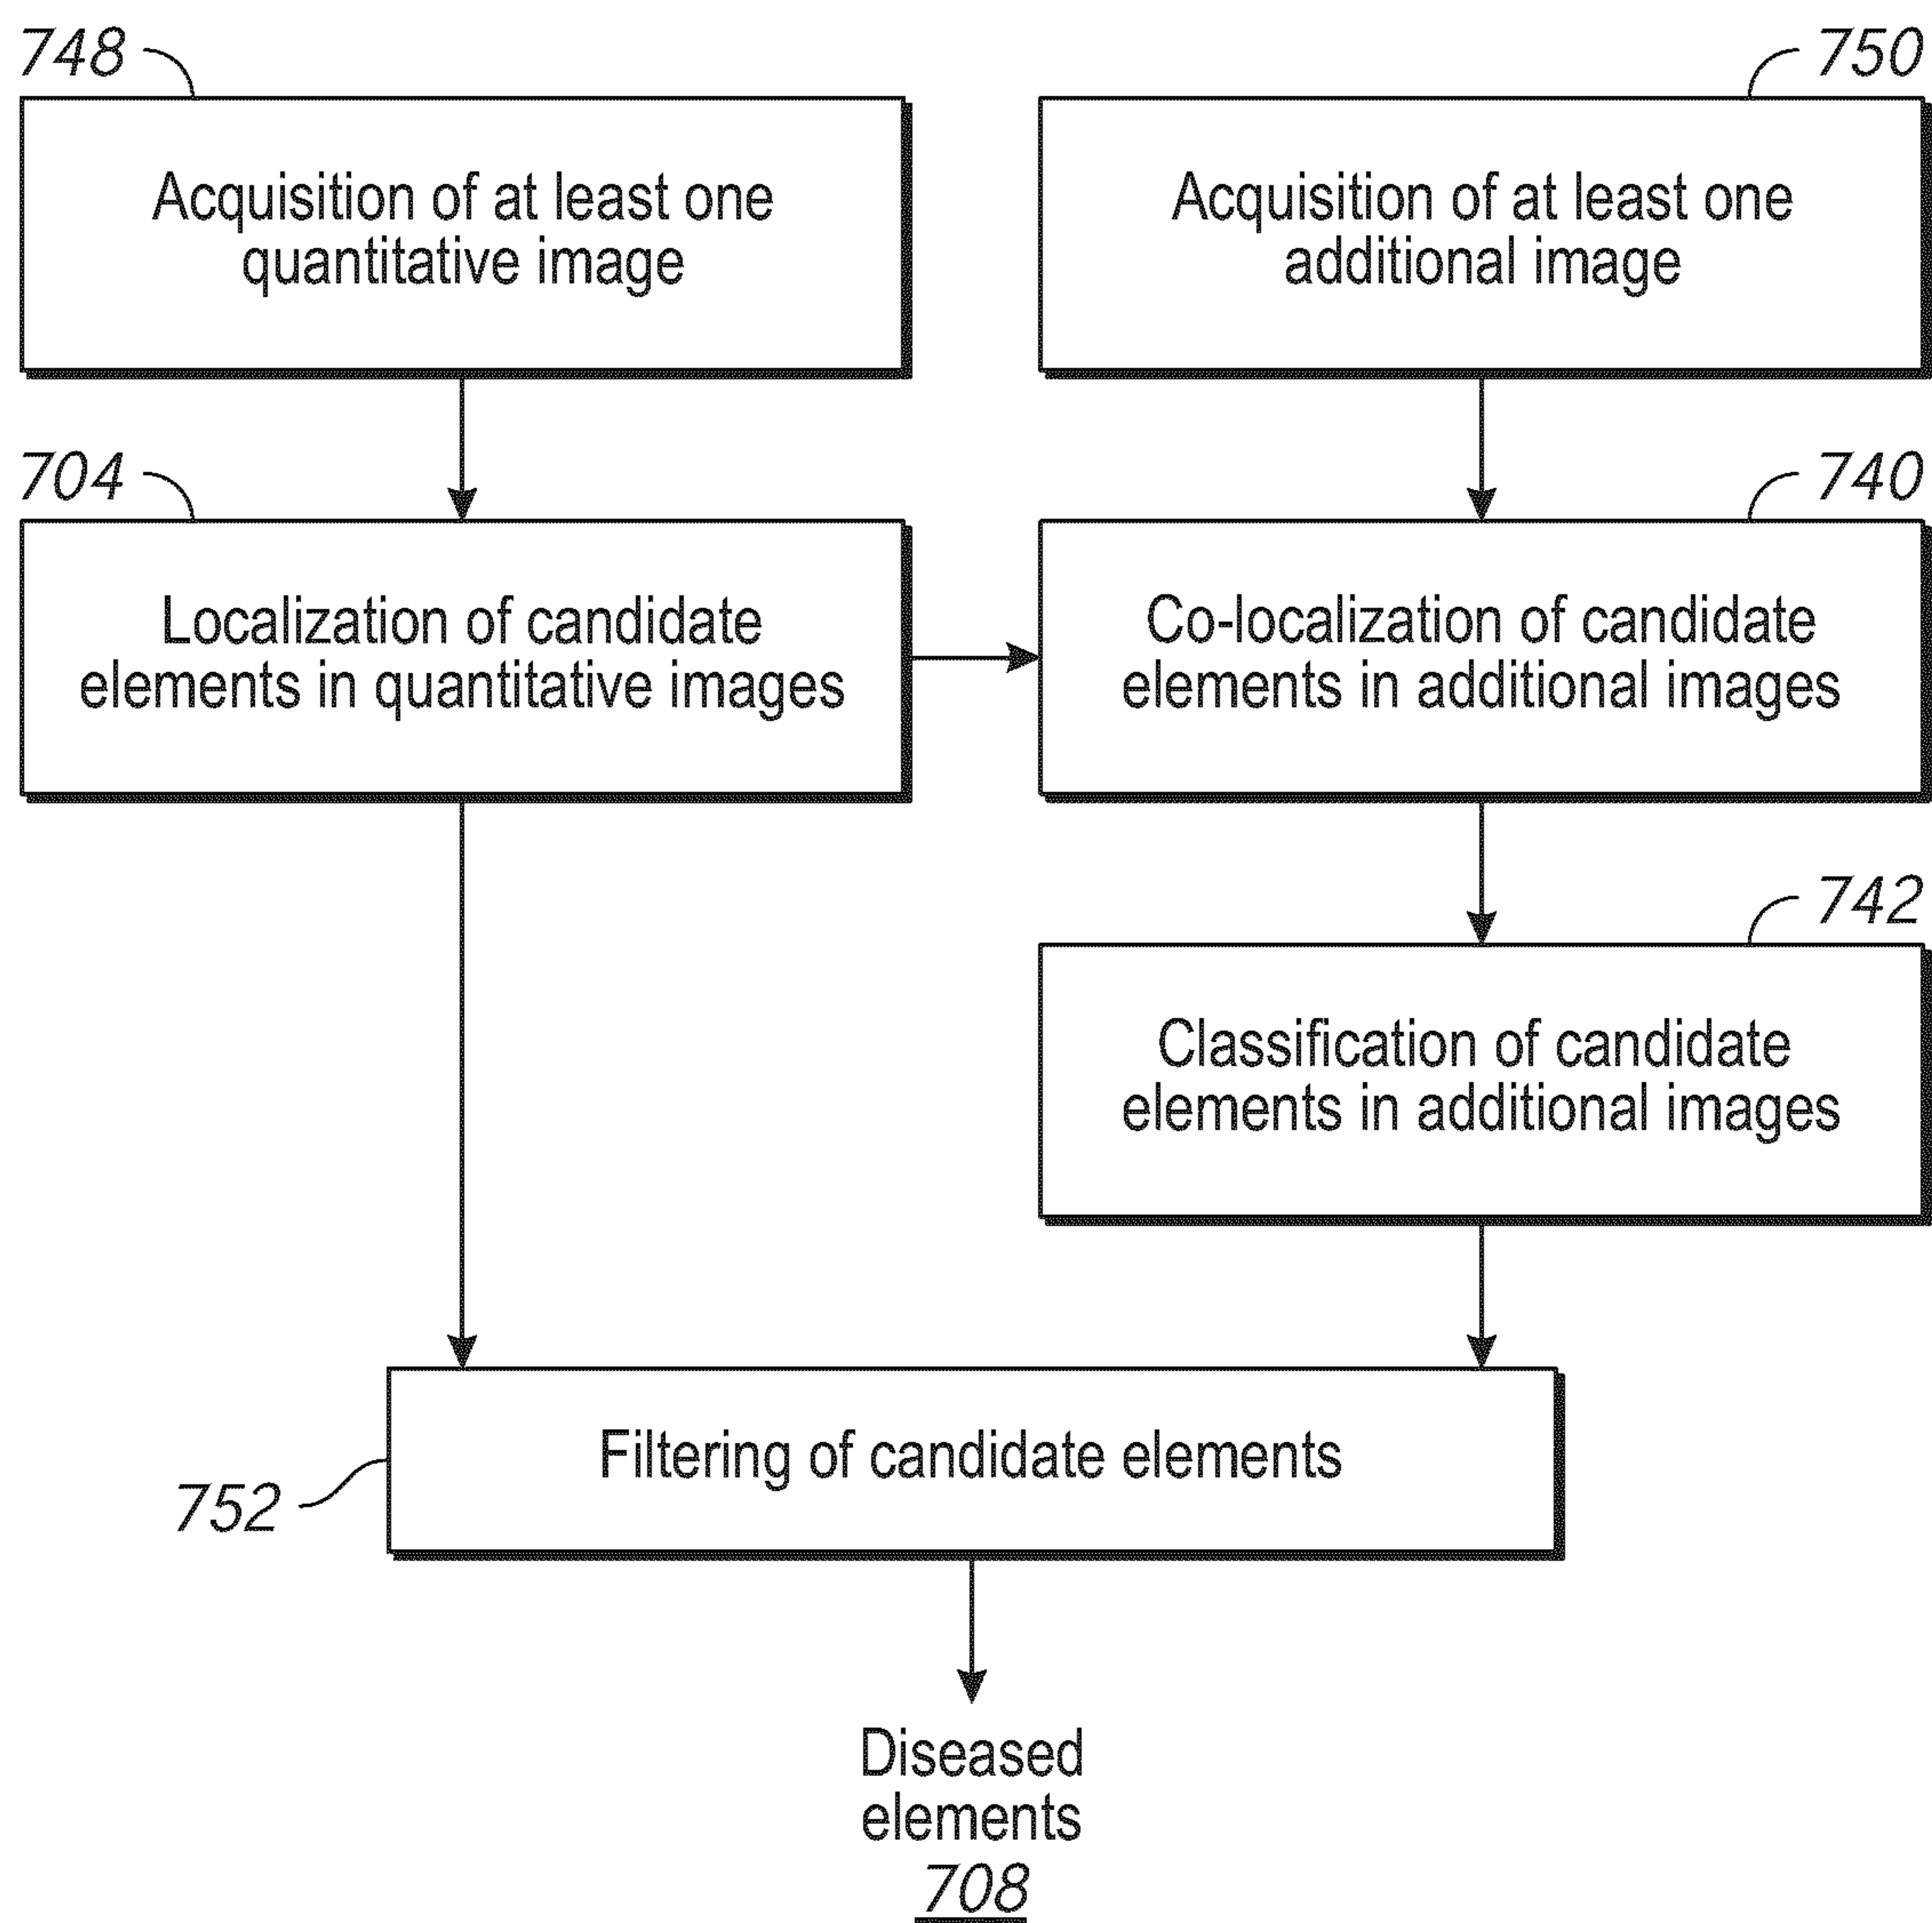 748
Acquisition of at least one
quantitative image
750
Acquisition of at least one
additional image
704
Localization of candidate
elements in quantitative images
740
Co-localization of candidate
elements in additional images
742
Classification of candidate
elements in additional images
752
Filtering of candidate elements
Diseased
elements
708